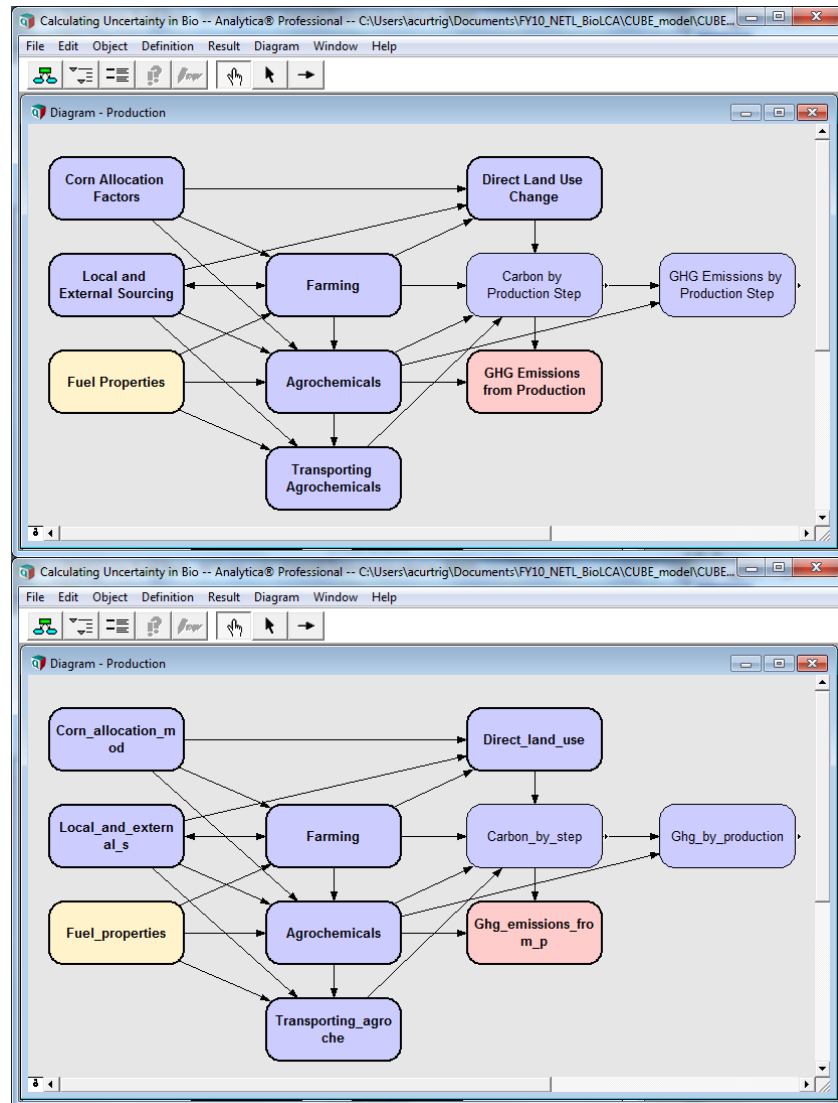 Calculating Uncertainty in Bio -- Analytica® Professional -- C:\Users\acurtrig\Documents\FY10_NETL_BioLCA\CUBE_model\CUBE...
File Edit Object Definition Result Diagram Window Help
Diagram - Production
Corn Allocation
Factors
Direct Land Use
Change
Local and
External Sourcing
Farming
Carbon by
Production Step
GHG Emissions by
Production Step
Fuel Properties
Agrochemicals
GHG Emissions
from Production
Transporting
Agrochemicals
Calculating Uncertainty in Bio -- Analytica® Professional -- C:\Users\acurtrig\Documents\FY10_NETL_BioLCA\CUBE_model\CUBE...
File Edit Object Definition Result Diagram Window Help
Diagram - Production
Corn_allocation_m
od
Direct_land_use
Local_and_extern
al_s
Farming
Carbon_by_step
Ghg_by_production
Fuel_properties
Agrochemicals
Ghg_emissions_fro
m_p
Transporting_agro
che